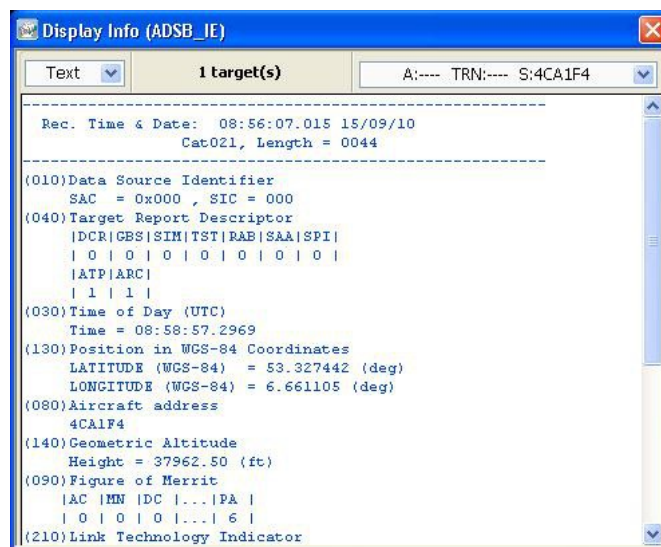 Display Info (ADSB_IE)
Text 1 target(s) A:---- TRN:---- S:4CA1F4
------------------------------------------------------
Rec. Time & Date: 08:56:07.015 15/09/10
Cat021, Length = 0044
------------------------------------------------------
(010)Data Source Identifier
SAC = 0x000 , SIC = 000
(040)Target Report Descriptor
|DCR|GBS|SIM|TST|RAB|SAA|SPI|
| 0 | 0 | 0 | 0 | 0 | 0 | 0 |
|ATP|ARC|
| 1 | 1 |
(030)Time of Day (UTC)
Time = 08:58:57.2969
(130)Position in WGS-84 Coordinates
LATITUDE (WGS-84) = 53.327442 (deg)
LONGITUDE (WGS-84) = 6.661105 (deg)
(080)Aircraft address
4CA1F4
(140)Geometric Altitude
Height = 37962.50 (ft)
(090)Figure of Merrit
|AC |MN |DC |...|PA |
| 0 | 0 | 0 |...| 6 |
(210)Link Technology Indicator